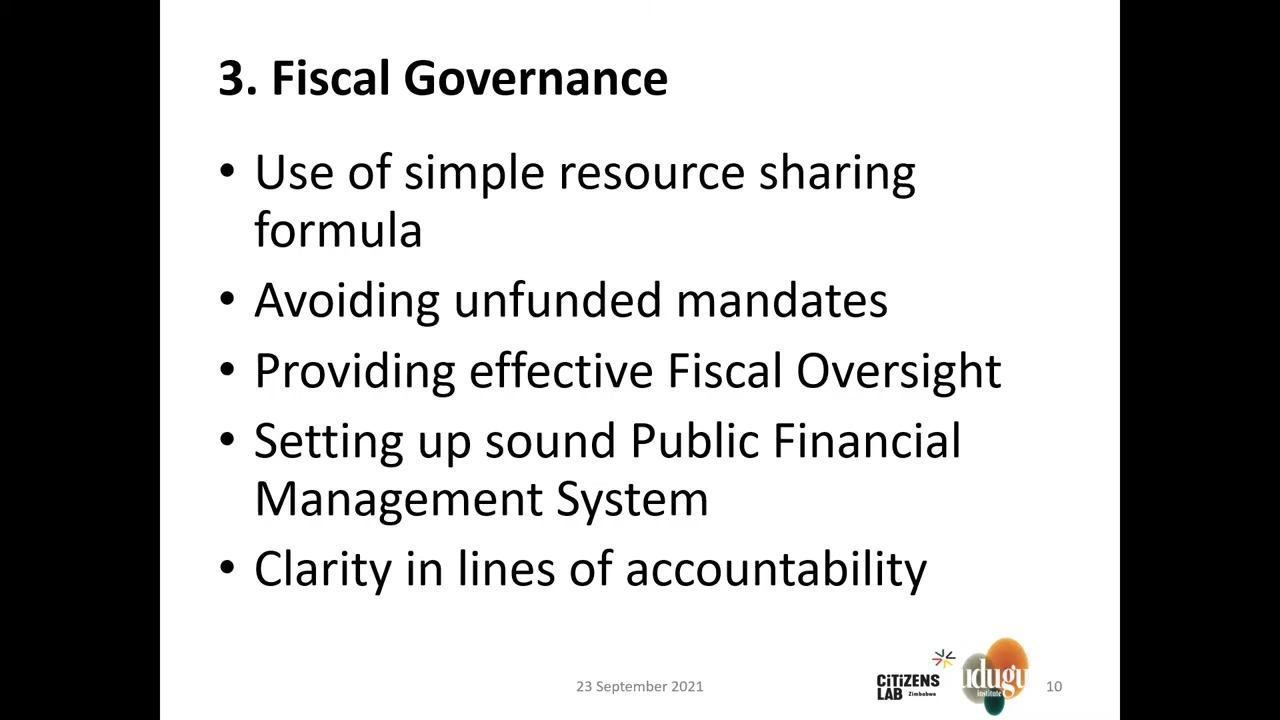 3. Fiscal Governance
• Use of simple resource sharing
formula
• Avoiding unfunded mandates
• Providing effective Fiscal Oversight
• Setting up sound Public Financial
Management System
• Clarity in lines of accountability
23 September 2021
CiTiZENS
LAB Zimbabwe
udugu
institute
10